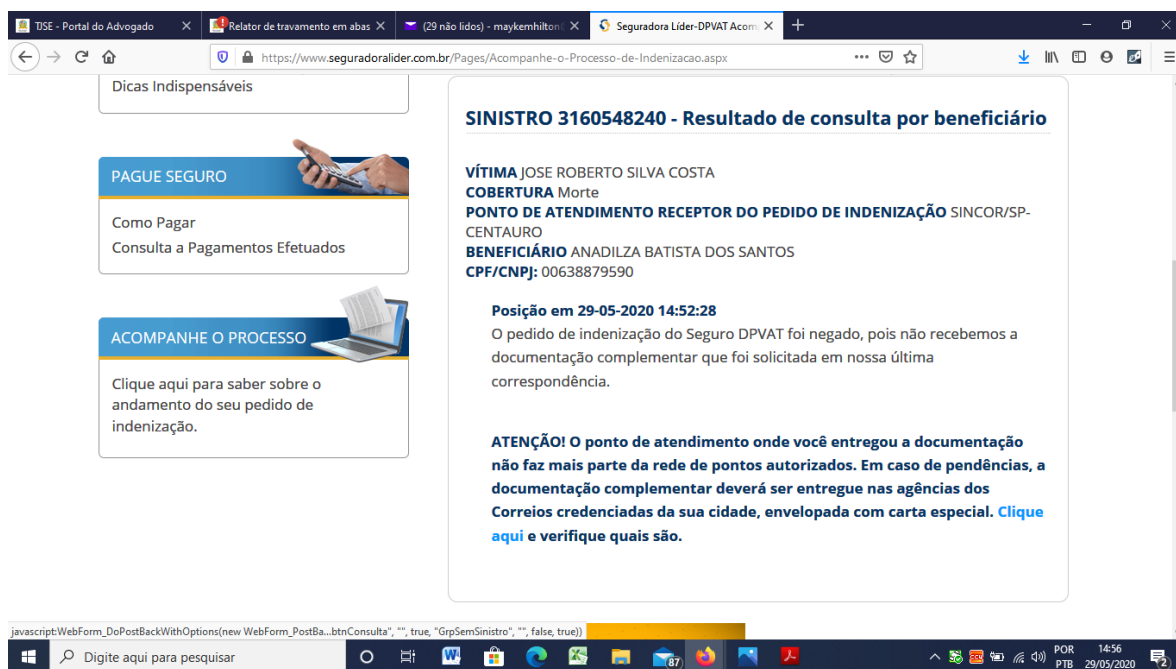 TJSE - Portal do Advogado
Relator de travamento em abas
(29 não lidos) - maykemhilton
Seguradora Líder-DPVAT Acom
https://www.seguradoralider.com.br/Pages/Acompanhe-o-Processo-de-Indenizacao.aspx
Dicas Indispensáveis
PAGUE SEGURO
Como Pagar
Consulta a Pagamentos Efetuados
ACOMPANHE O PROCESSO
Clique aqui para saber sobre o
andamento do seu pedido de
indenização.
SINISTRO 3160548240 - Resultado de consulta por beneficiário
VÍTIMA JOSE ROBERTO SILVA COSTA
COBERTURA Morte
PONTO DE ATENDIMENTO RECEPTOR DO PEDIDO DE INDENIZAÇÃO SINCOR/SP-
CENTAURO
BENEFICIÁRIO ANADILZA BATISTA DOS SANTOS
CPF/CNPJ: 00638879590
Posição em 29-05-2020 14:52:28
O pedido de indenização do Seguro DPVAT foi negado, pois não recebemos a
documentação complementar que foi solicitada em nossa última
correspondência.
ATENÇÃO! O ponto de atendimento onde você entregou a documentação
não faz mais parte da rede de pontos autorizados. Em caso de pendências, a
documentação complementar deverá ser entregue nas agências dos
Correios credenciadas da sua cidade, envelopada com carta especial. Clique
aqui e verifique quais são.
javascript:WebForm_DoPostBackWithOptions(new WebForm_PostBa...btnConsulta", "", true, "GrpSemSinistro", "", false, true))
Digite aqui para pesquisar
87
POR
PTB
14:56
29/05/2020